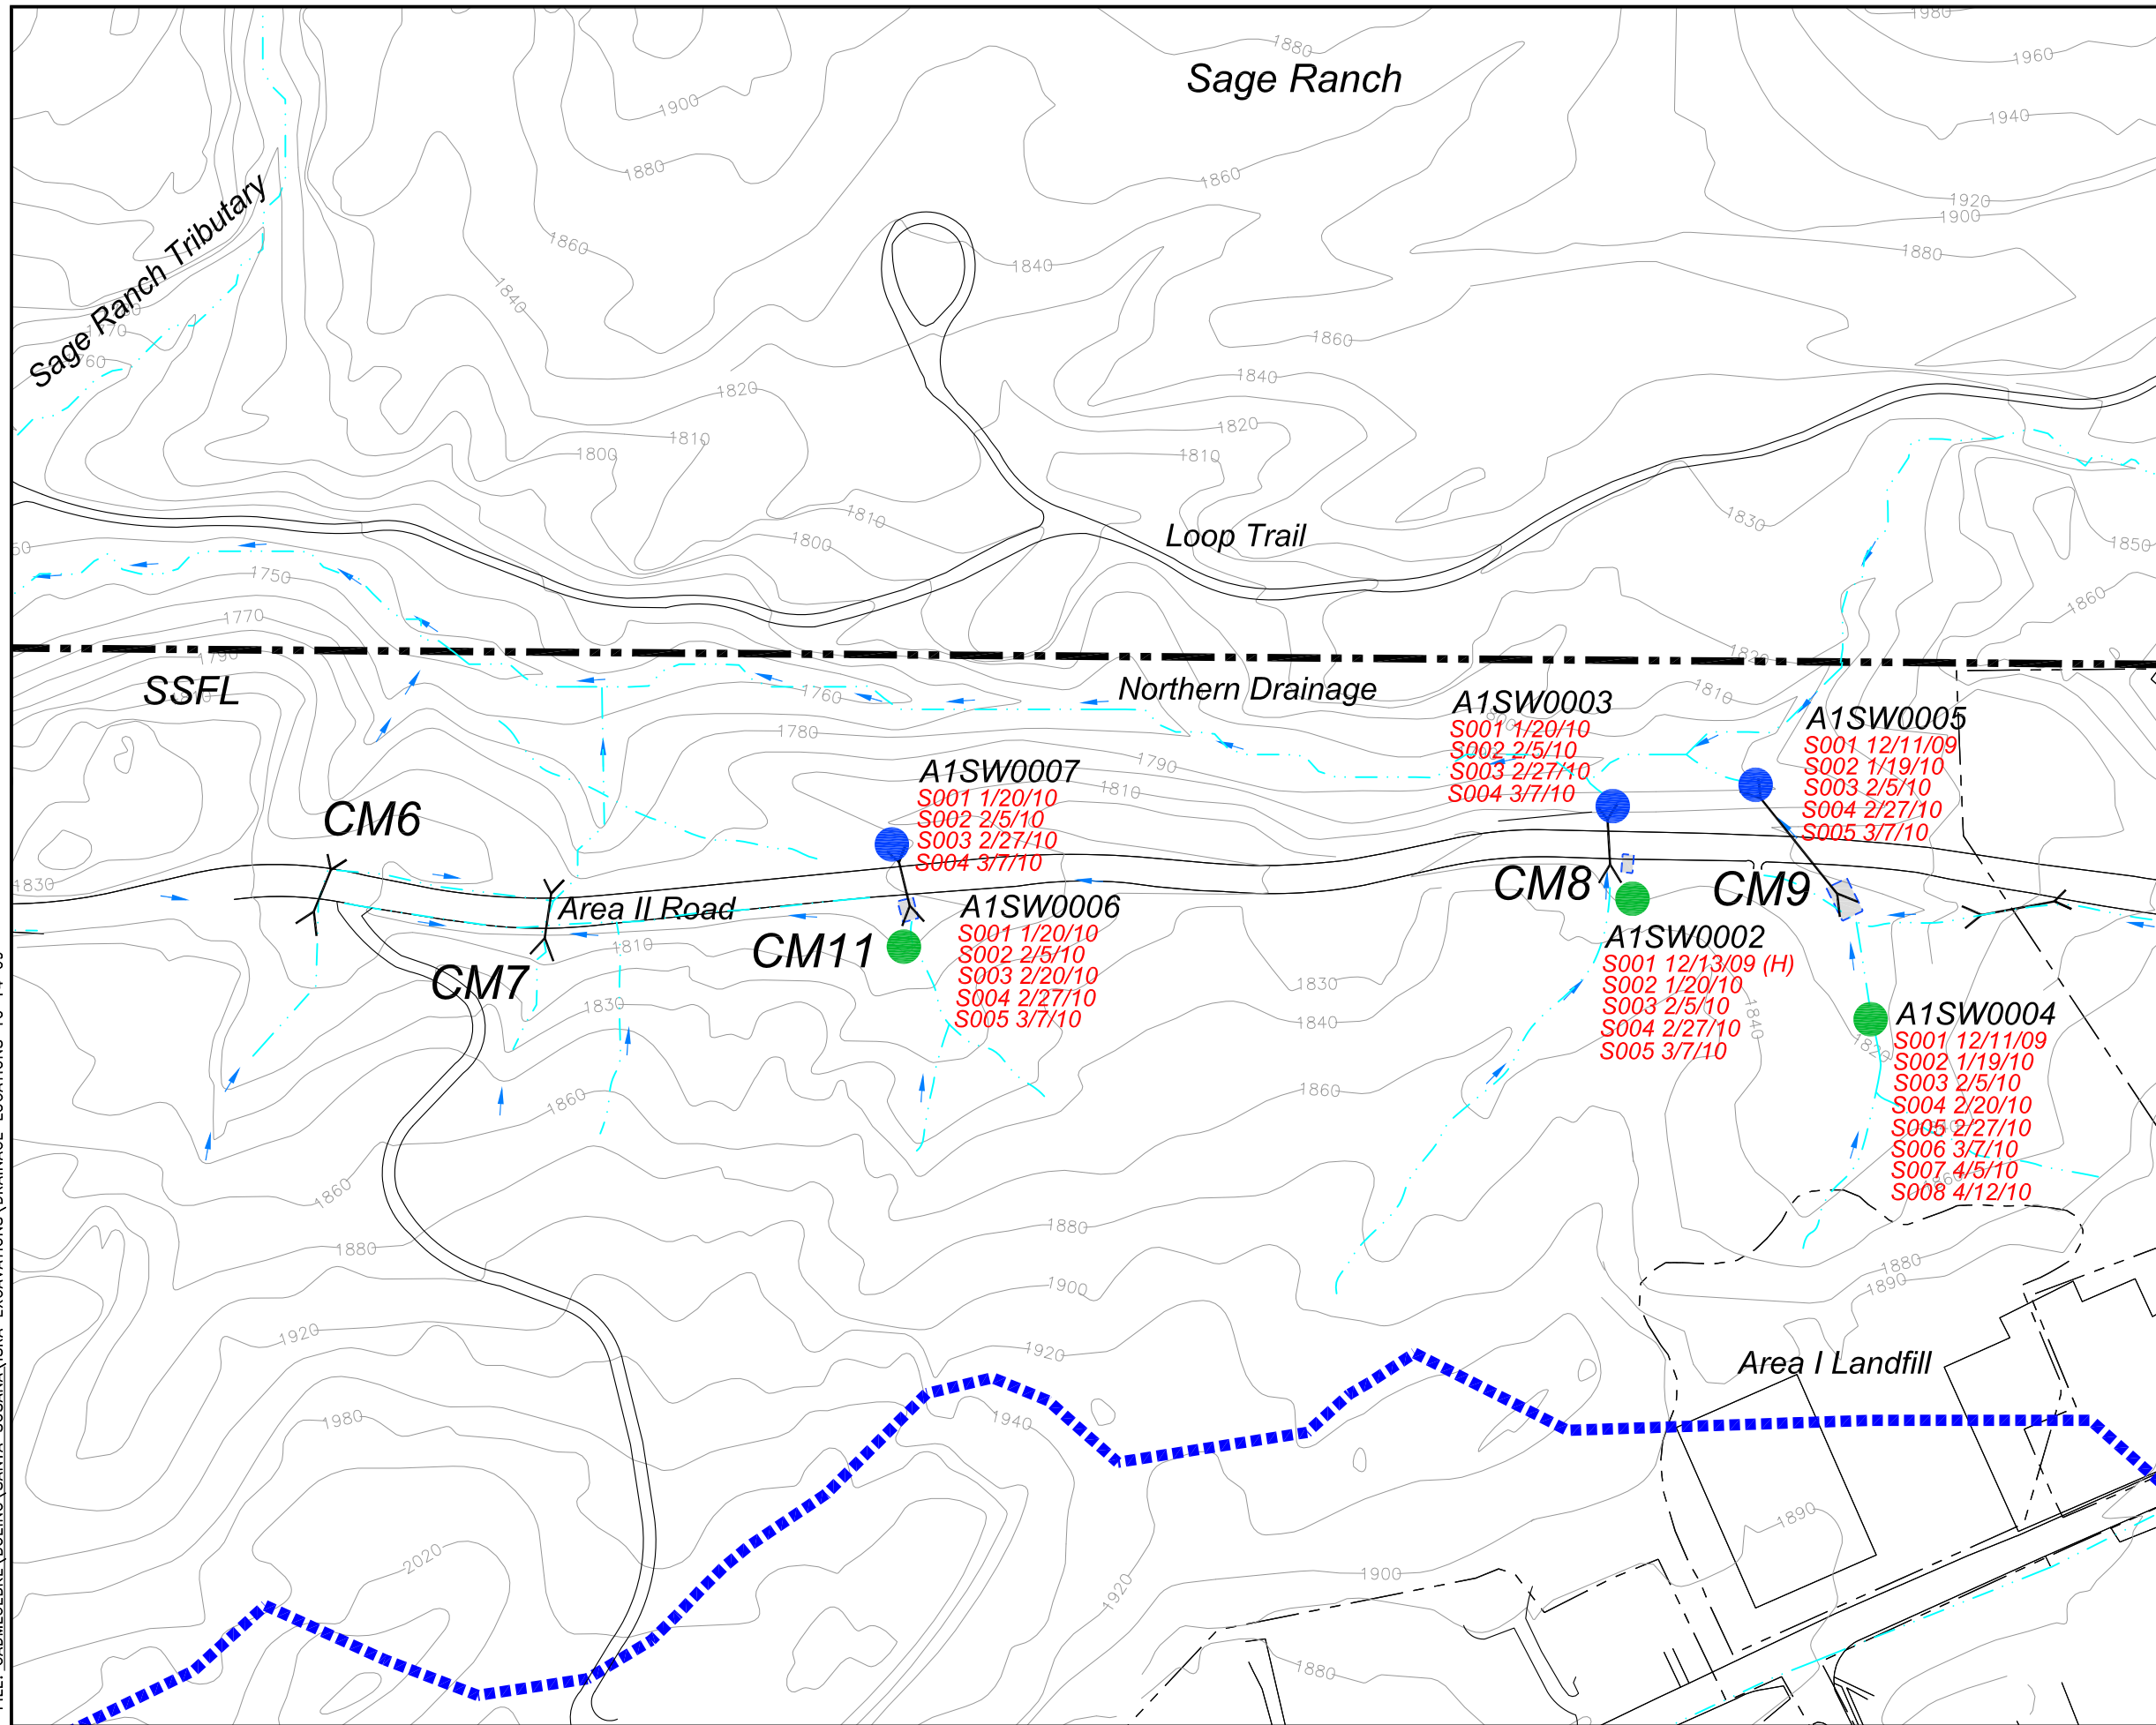 1980
Sage Ranch
1880
1960
1900
1940
1880
1860
1920
1900
Sage Ranch Tributary
1860
1880
1840
1840
1770
1860
1840
1820
1820
1810
1800
1810
1810
1830
1800
Loop Trail
1850
1750
1860
1770
1820
1790
SSFL
Northern Drainage
1810
1760
1780
1790
1810
A1SW0003
S001 1/20/10
S002 2/5/10
S003 2/27/10
S004 3/7/10
A1SW0005
S001 12/11/09
S002 1/19/10
S003 2/5/10
S004 2/27/10
S005 3/7/10
A1SW0007
S001 1/20/10
S002 2/5/10
S003 2/27/10
S004 3/7/10
CM6
1830
CM8
CM9
Area II Road
A1SW0006
S001 1/20/10
S002 2/5/10
S003 2/20/10
S004 2/27/10
S005 3/7/10
CM11
1810
CM7
1830
1830
1840
A1SW0002
S001 12/13/09 (H)
S002 1/20/10
S003 2/5/10
S004 2/27/10
S005 3/7/10
1840
1820
A1SW0004
S001 12/11/09
S002 1/19/10
S003 2/5/10
S004 2/20/10
S005 2/27/10
S006 3/7/10
S007 4/5/10
S008 4/12/10
1860
1860
1860
1860
1880
1880
1880
1890
1900
1920
1920
Area I Landfill
1980
1940
1890
2020
1900
1920
1880